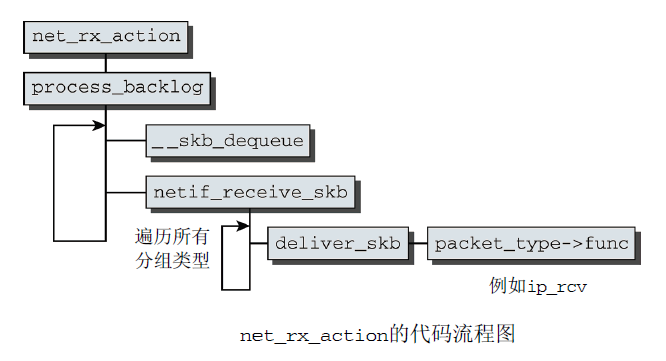 net_rx_action
process_backlog
__skb_dequeue
netif_receive_skb
遍历所有
分组类型
deliver_skb
packet_type->func
例如ip_rcv
net_rx_action的代码流程图